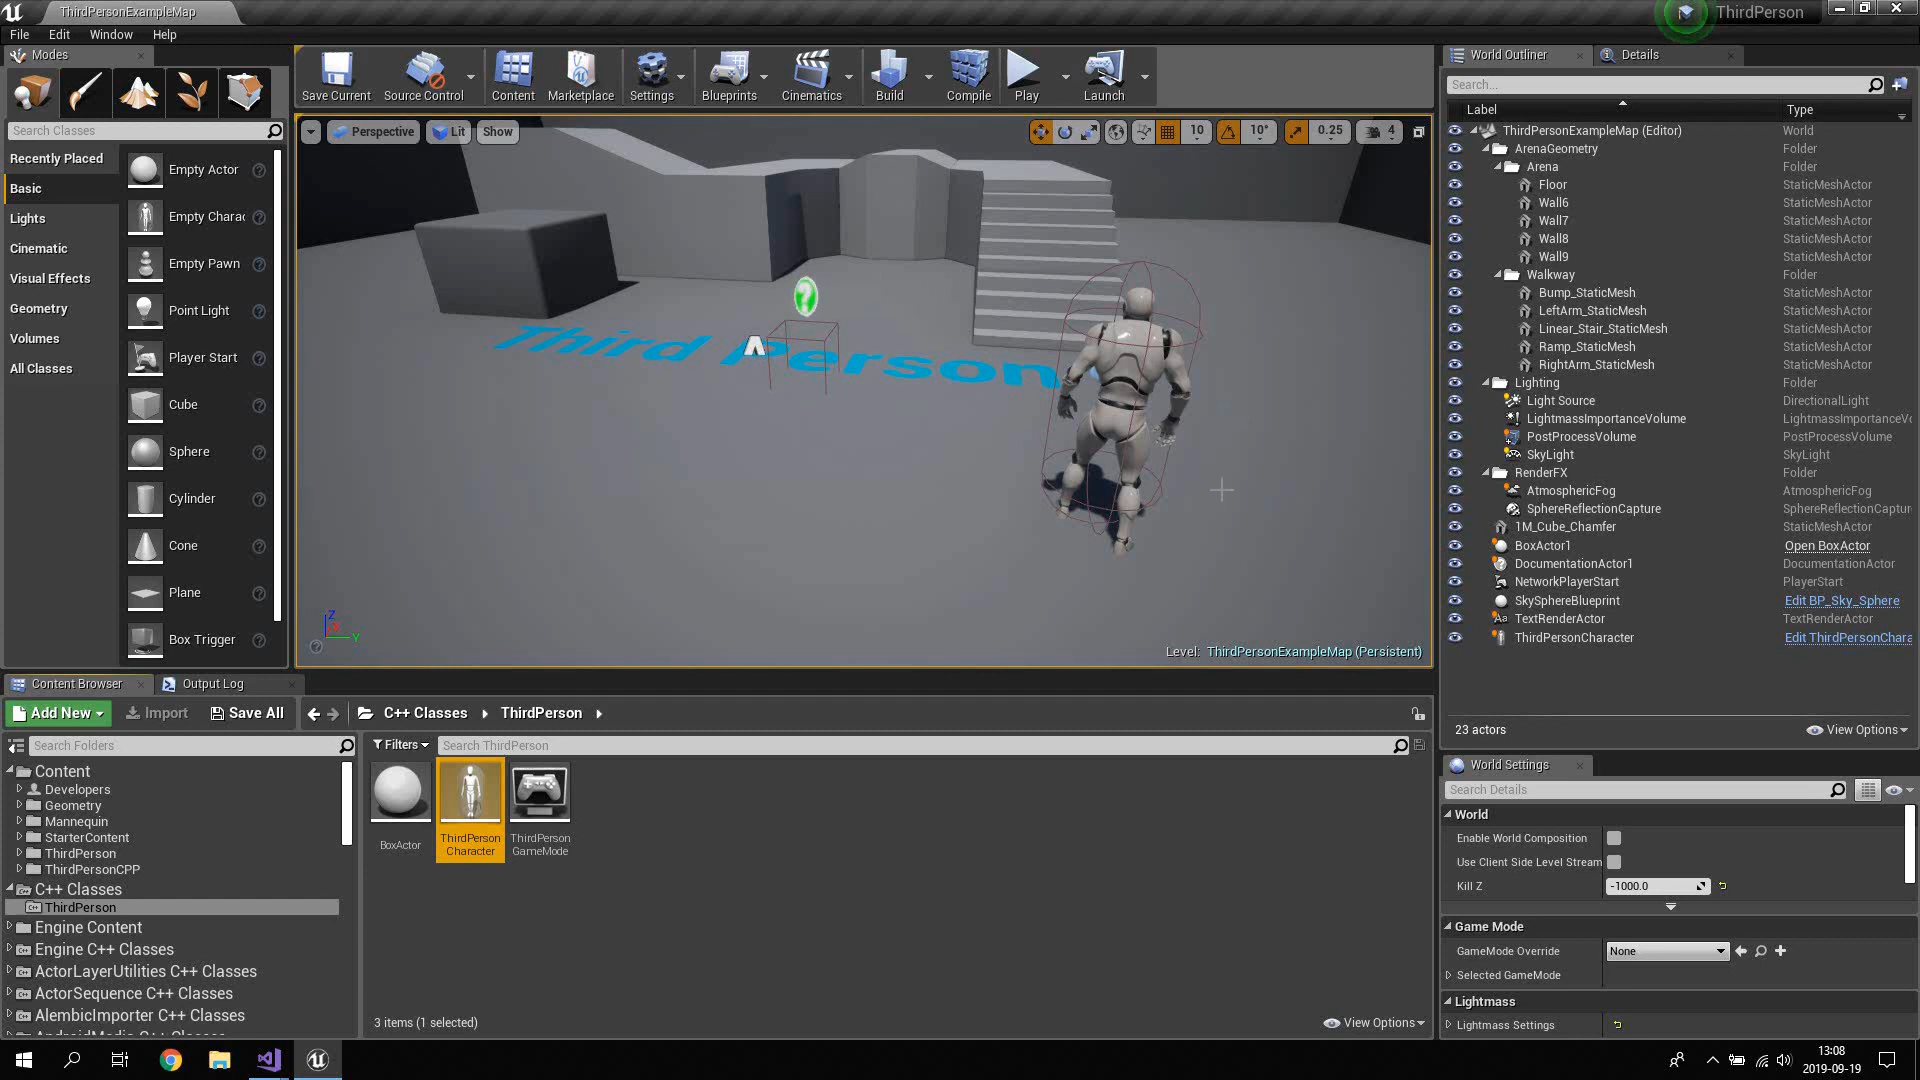 ThirdPersonExampleMap
ThirdPerson
File
Edit
Window
Help
Modes
Save Current
Source Control
Content
Marketplace
Settings
Blueprints
Cinematics
Build
Compile
Play
Launch
World Outliner
Details
Search...
Label
Type
Search Classes
Recently Placed
Basic
Lights
Cinematic
Visual Effects
Geometry
Volumes
All Classes
Empty Actor
Empty Charac
Empty Pawn
Point Light
Player Start
Cube
Sphere
Cylinder
Cone
Plane
Box Trigger
Perspective
Lit
Show
10
10°
0.25
4
Third Person
Z
Y
Level: ThirdPersonExampleMap (Persistent)
ThirdPersonExampleMap (Editor) World
ArenaGeometry Folder
Arena Folder
Floor StaticMeshActor
Wall6 StaticMeshActor
Wall7 StaticMeshActor
Wall8 StaticMeshActor
Wall9 StaticMeshActor
Walkway Folder
Bump_StaticMesh StaticMeshActor
LeftArm_StaticMesh StaticMeshActor
Linear_Stair_StaticMesh StaticMeshActor
Ramp_StaticMesh StaticMeshActor
RightArm_StaticMesh StaticMeshActor
Lighting Folder
Light Source DirectionalLight
LightmassImportanceVolume LightmassImportanceVo
PostProcessVolume PostProcessVolume
SkyLight SkyLight
RenderFX Folder
AtmosphericFog AtmosphericFog
SphereReflectionCapture SphereReflectionCaptur
1M_Cube_Chamfer StaticMeshActor
BoxActor1 Open BoxActor
DocumentationActor1 DocumentationActor
NetworkPlayerStart PlayerStart
SkySphereBlueprint Edit BP_Sky_Sphere
TextRenderActor TextRenderActor
ThirdPersonCharacter Edit ThirdPersonChara
23 actors
View Options
Content Browser
Output Log
Add New
Import
Save All
C++ Classes
ThirdPerson
Search Folders
Filters
Search ThirdPerson
Content
Developers
Geometry
Mannequin
StarterContent
ThirdPerson
ThirdPersonCPP
C++ Classes
ThirdPerson
Engine Content
Engine C++ Classes
ActorLayerUtilities C++ Classes
ActorSequence C++ Classes
AlembicImporter C++ Classes
BoxActor
ThirdPerson
Character
ThirdPerson
GameMode
3 items (1 selected)
View Options
World Settings
Search Details
World
Enable World Composition
Use Client Side Level Stream
Kill Z
-1000.0
Game Mode
GameMode Override
None
Selected GameMode
Lightmass
Lightmass Settings
13:08
2019-09-19